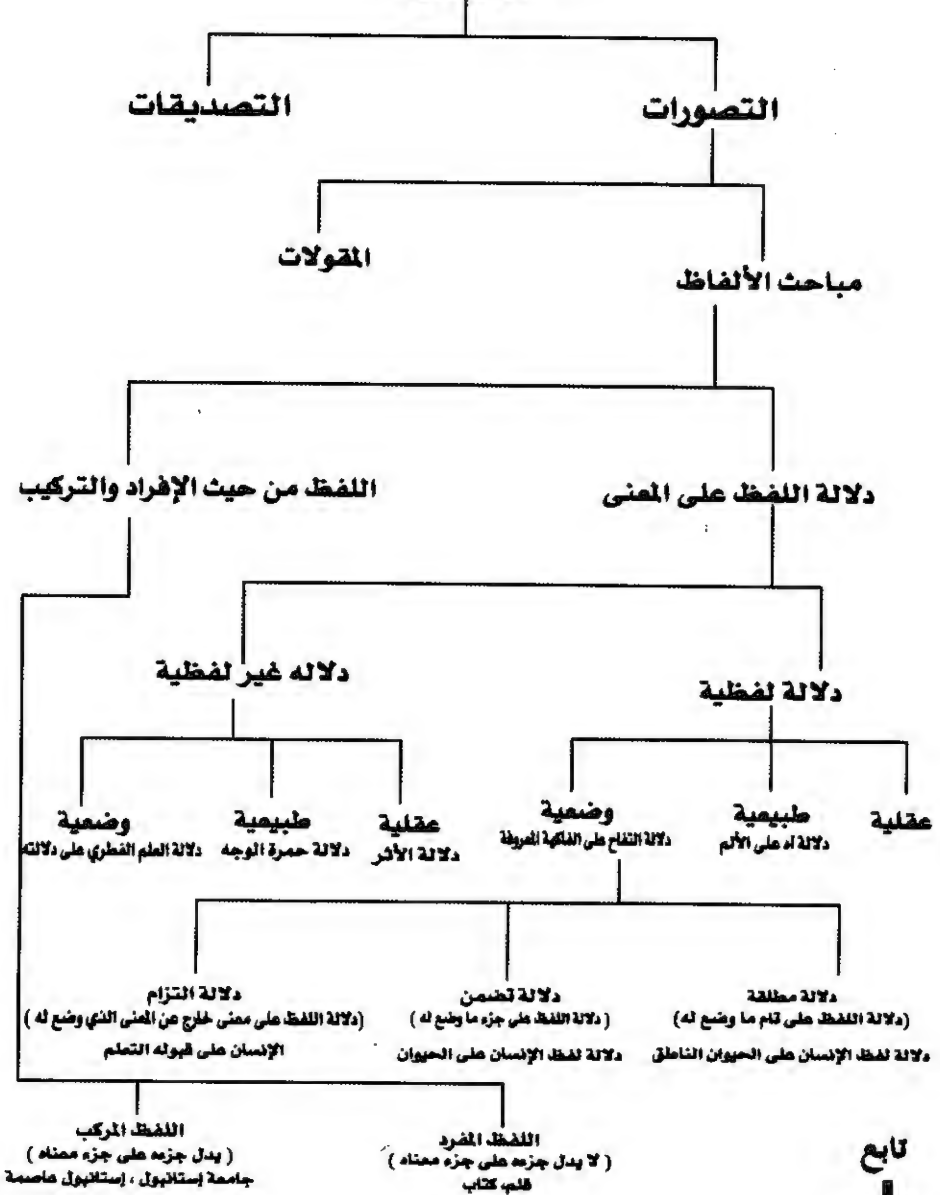 التصورات
التصديقات
مباحث الألفاظ
المقولات
دلالة اللفظ على المعنى
اللفظ من حيث الإفراد والتركيب
دلالة لفظية
دلاله غير لفظية
عقلية
طبيعية
دلالة آه على الألم
وضعية
دلالة التفاح على الفاكهة المعروفة
عقلية
دلالة الأثر
طبيعية
دلالة حمرة الوجه
وضعية
دلالة العلم القطري على دلالته
دلالة مطلقة
(دلالة اللفظ على تمام ما وضع له)
دلالة لفظ الإنسان على الحيوان الناطق
دلالة تضمن
( دلالة اللفظ على جزء ما وضع له )
دلالة لفظ الإنسان على الحيوان
دلالة التزام
(دلالة اللفظ على معنى خارج عن المعنى الذي وضع له )
الإنسان على قبوله التعلم
اللفظ المفرد
( لا يدل جزءه على جزء معناه )
قلم، كتاب
اللفظ المركب
( يدل جزءه على جزء معناه )
جامعة إستانبول ، إستانبول عاصمة
تابع